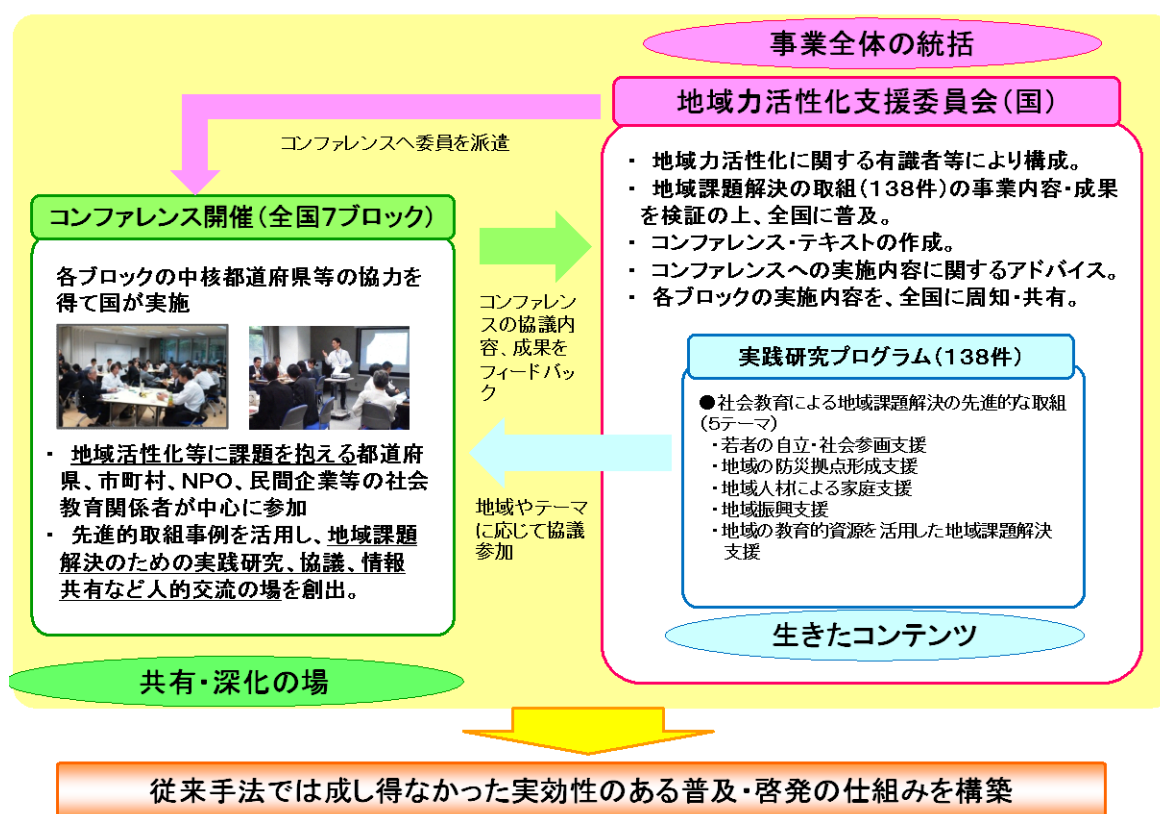 事業全体の統括
地域力活性化支援委員会(国)
・ 地域力活性化に関する有識者等により構成。
・ 地域課題解決の取組(138件)の事業内容・成果
を検証の上、全国に普及。
・ コンファレンス・テキストの作成。
・ コンファレンスへの実施内容に関するアドバイス。
・ 各ブロックの実施内容を、全国に周知・共有。
コンファレンスへ委員を派遣
コンファレンス開催(全国7ブロック)
各ブロックの中核都道府県等の協力を
得て国が実施
・ 地域活性化等に課題を抱える都道府
県、市町村、NPO、民間企業等の社会
教育関係者が中心に参加
・ 先進的取組事例を活用し、地域課題
解決のための実践研究、協議、情報
共有など人的交流の場を創出。
共有・深化の場
コンファレン
スの協議内
容、成果を
フィードバッ
ク
地域やテーマ
に応じて協議
参加
実践研究プログラム(138件)
●社会教育による地域課題解決の先進的な取組
(5テーマ)
・若者の自立・社会参画支援
・地域の防災拠点形成支援
・地域人材による家庭支援
・地域振興支援
・地域の教育的資源を活用した地域課題解決
支援
生きたコンテンツ
従来手法では成し得なかった実効性のある普及・啓発の仕組みを構築